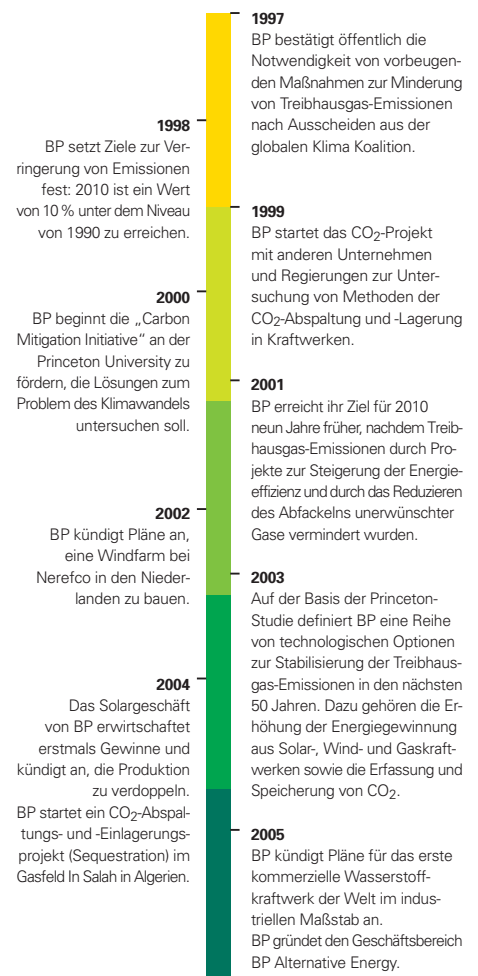 1997
BP bestätigt öffentlich die
Notwendigkeit von vorbeugen-
den Maßnahmen zur Minderung
von Treibhausgas-Emissionen
nach Ausscheiden aus der
globalen Klima Koalition.
1998
BP setzt Ziele zur Ver-
ringerung von Emissionen
fest: 2010 ist ein Wert
von 10 % unter dem Niveau
von 1990 zu erreichen.
1999
BP startet das CO2-Projekt
mit anderen Unternehmen
und Regierungen zur Unter-
suchung von Methoden der
CO2-Abspaltung und -Lagerung
in Kraftwerken.
2000
BP beginnt die „Carbon
Mitigation Initiative“ an der
Princeton University zu
fördern, die Lösungen zum
Problem des Klimawandels
untersuchen soll.
2001
BP erreicht ihr Ziel für 2010
neun Jahre früher, nachdem Treib-
hausgas-Emissionen durch Pro-
jekte zur Steigerung der Energie-
effizienz und durch das Reduzieren
des Abfackelns unerwünschter
Gase vermindert wurden.
2002
BP kündigt Pläne an,
eine Windfarm bei
Nerefco in den Nieder-
landen zu bauen.
2003
Auf der Basis der Princeton-
Studie definiert BP eine Reihe
von technologischen Optionen
zur Stabilisierung der Treibhaus-
gas-Emissionen in den nächsten
50 Jahren. Dazu gehören die Er-
höhung der Energiegewinnung
aus Solar-, Wind- und Gaskraft-
werken sowie die Erfassung und
Speicherung von CO2.
2004
Das Solargeschäft
von BP erwirtschaftet
erstmals Gewinne und
kündigt an, die Produktion
zu verdoppeln.
BP startet ein CO2-Abspal-
tungs- und -Einlagerungs-
projekt (Sequestration) im
Gasfeld In Salah in Algerien.
2005
BP kündigt Pläne für das erste
kommerzielle Wasserstoff-
kraftwerk der Welt im indus-
triellen Maßstab an.
BP gründet den Geschäftsbereich
BP Alternative Energy.